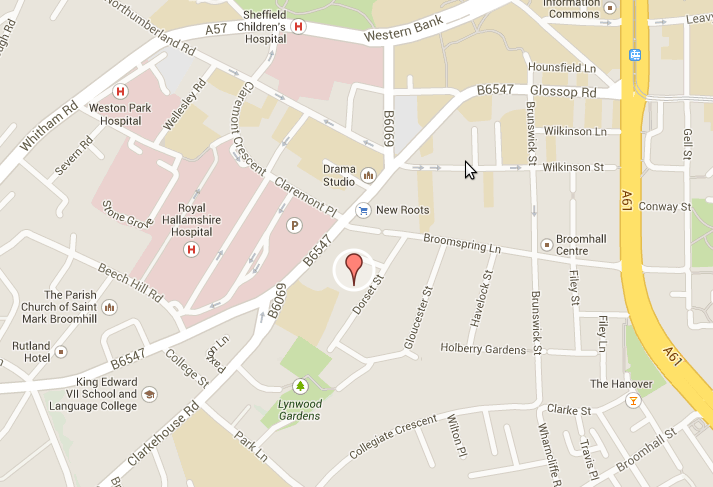 Information
Commons
Leav
Northumberland Rd
Sheffield
Children's
Hospital
A57
Western Bank
Hounsfield Ln
B6547
Glossop Rd
Weston Park
Hospital
Wellesley Rd
Whitham Rd
Claremont Crescent
B6069
Brunswick St
Wilkinson Ln
Gell St
Severn Rd
Drama
Studio
Wilkinson St
Claremont Pl
A61
Stone Grove
Royal
Hallamshire
Hospital
New Roots
Conway St
B6547
Broomspring Ln
Broomhall
Centre
Beech Hill Rd
B6069
Dorset St
Gloucester St
Havelock St
Brunswick St
Filey St
The Parish
Church of Saint
Mark Broomhill
Filey Ln
Rutland
Hotel
B6547
Holberry Gardens
A61
College St
King Edward
VII School and
Language College
Lynwood
Gardens
The Hanover
Clarke St
Clarkehouse Rd
Park Ln
Collegiate Crescent
Wilton Pl
Wharncliffe R
Travis Pl
Broomhall St
H
H
H
P